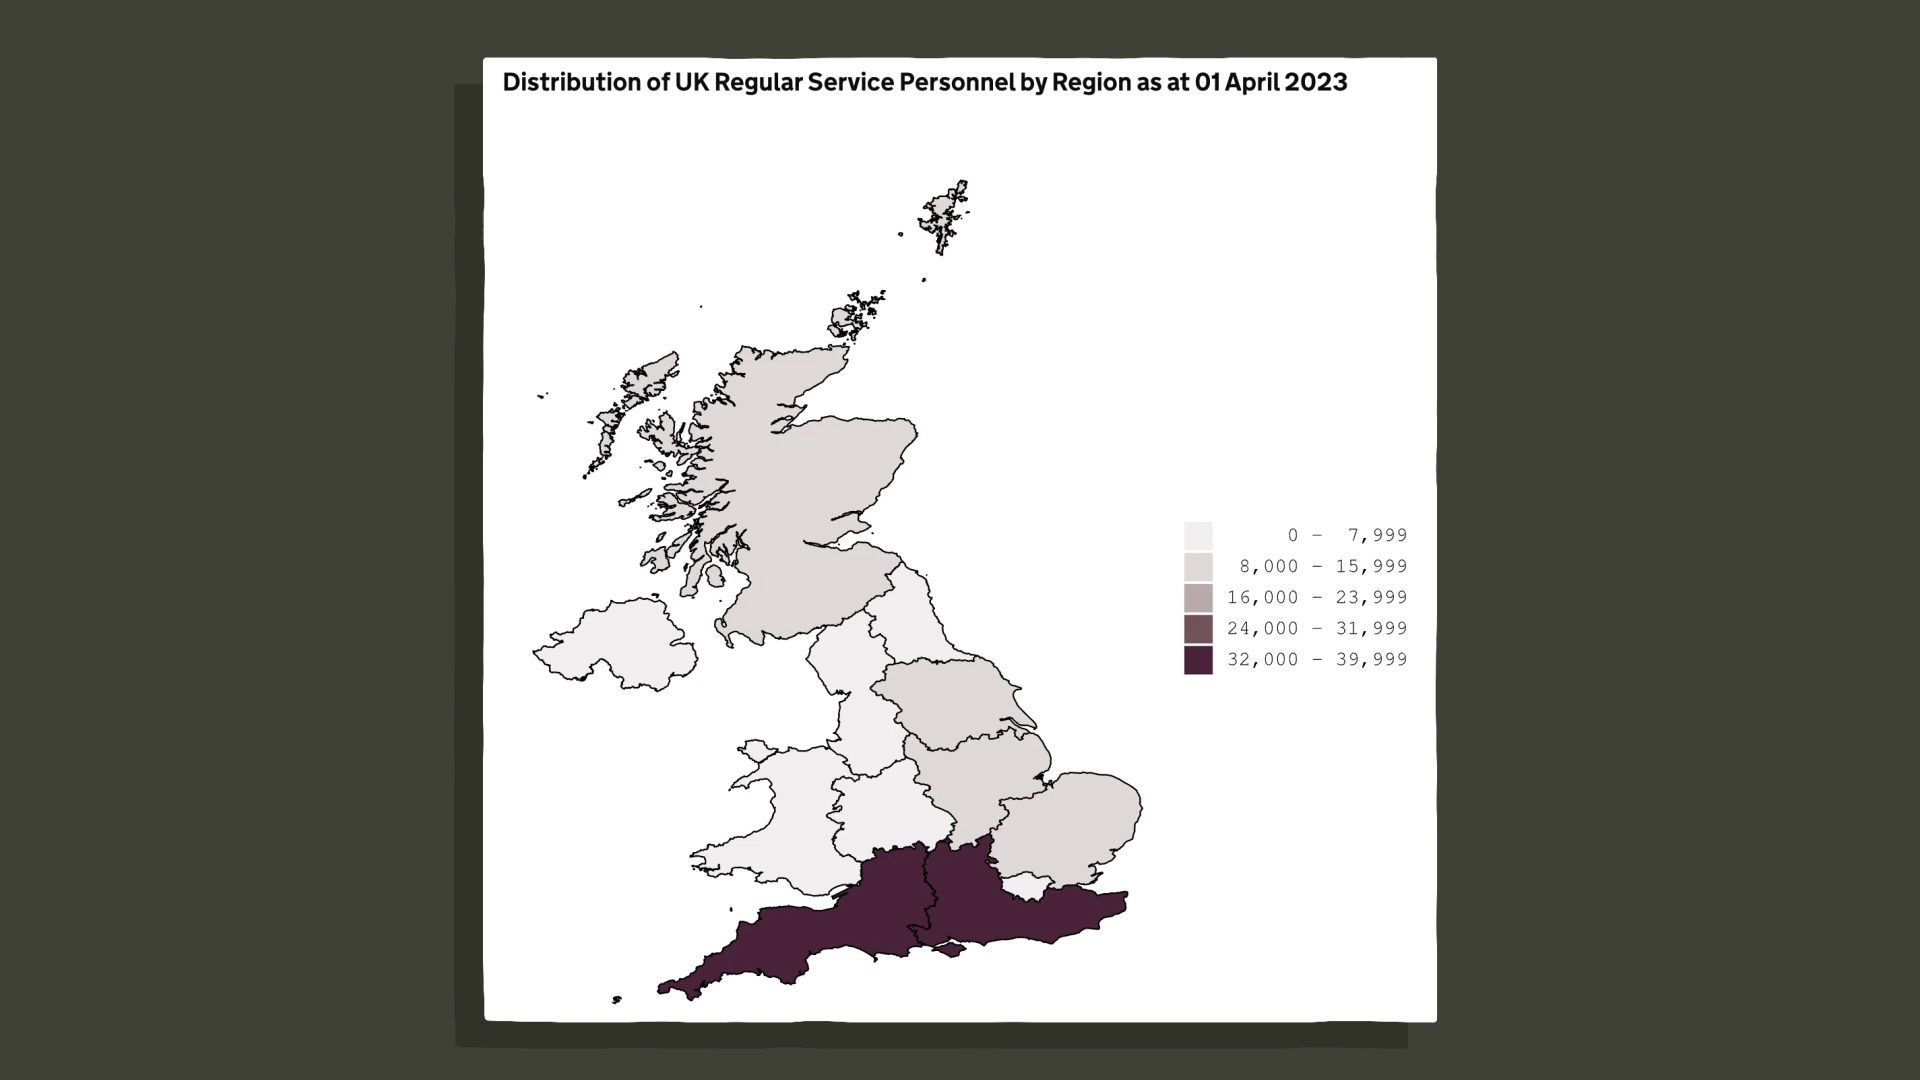 Distribution of UK Regular Service Personnel by Region as at 01 April 2023
0 – 7,999
8,000 – 15,999
16,000 – 23,999
24,000 – 31,999
32,000 – 39,999